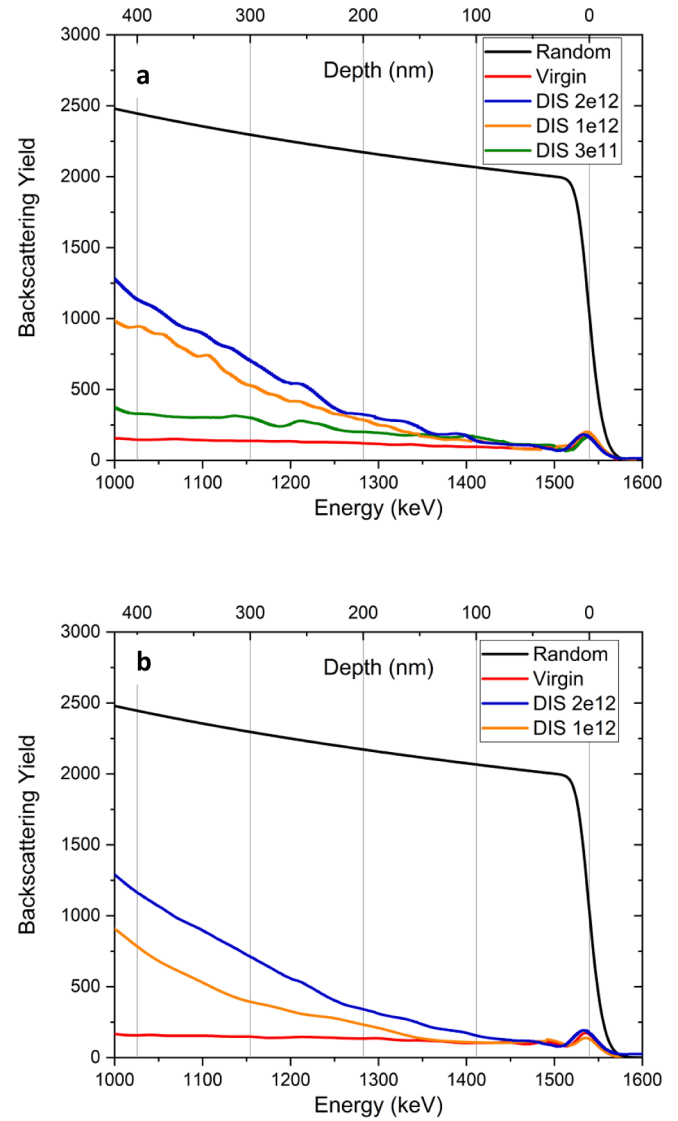 400 300 200 100 0
3000
a
Depth (nm)
Random
Virgin
DIS 2e12
DIS 1e12
DIS 3e11
2500
2000
1500
1000
500
0
Backscattering Yield
1000 1100 1200 1300 1400 1500 1600
Energy (keV)
400 300 200 100 0
3000
b
Depth (nm)
Random
Virgin
DIS 2e12
DIS 1e12
2500
2000
1500
1000
500
0
Backscattering Yield
1000 1100 1200 1300 1400 1500 1600
Energy (keV)